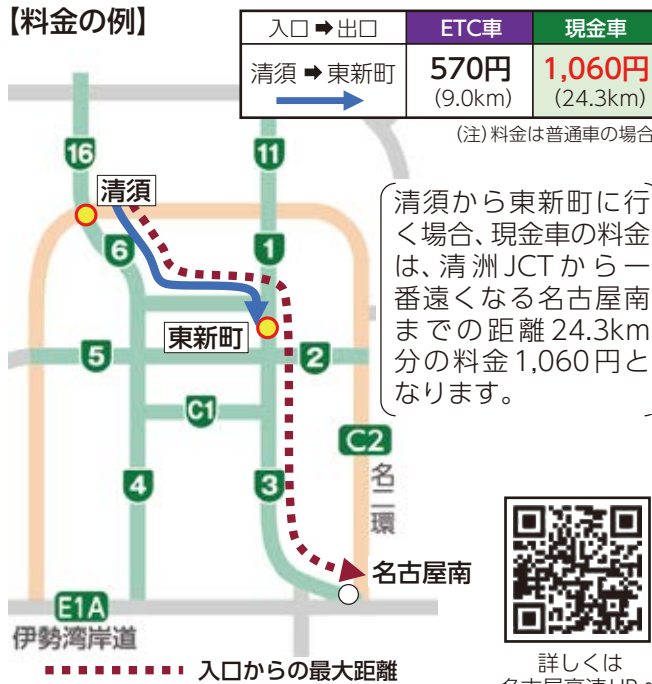 【料金の例】
入口➡出口 ETC車 現金車
清須➡東新町 570円 1,060円
(9.0km) (24.3km)
(注)料金は普通車の場合
16
11
清須
6
1
清須から東新町に行
く場合、現金車の料金
は、清洲JCTから一
番遠くなる名古屋南
までの距離24.3km
分の料金1,060円と
なります。
東新町
5
2
C1
C2
名二環
4
3
名古屋南
E1A
伊勢湾岸道
入口からの最大距離
詳しくは
名古屋高速HP